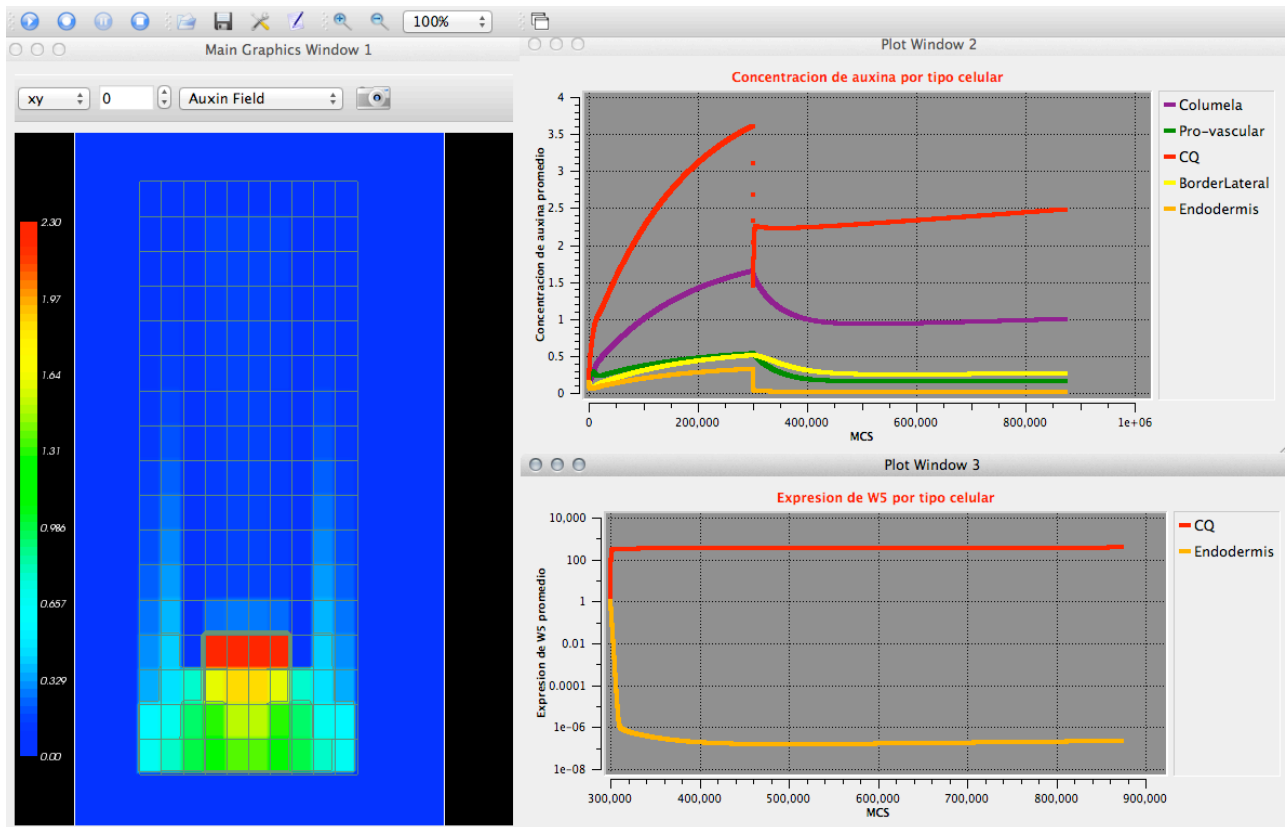 100%
Main Graphics Window 1
xy
0
Auxin Field
2.30
1.97
1.64
1.31
0.986
0.657
0.329
0.00
Plot Window 2
Concentracion de auxina por tipo celular
Concentracion de auxina promedio
4
3.5
3
2.5
2
1.5
1
0.5
0
0 200,000 400,000 600,000 800,000 1e+06
MCS
Columela
Pro-vascular
CQ
BorderLateral
Endodermis
Plot Window 3
Expresion de W5 por tipo celular
Expresion de W5 promedio
10,000
100
1
0.01
0.0001
1e-06
1e-08
300,000 400,000 500,000 600,000 700,000 800,000 900,000
MCS
CQ
Endodermis